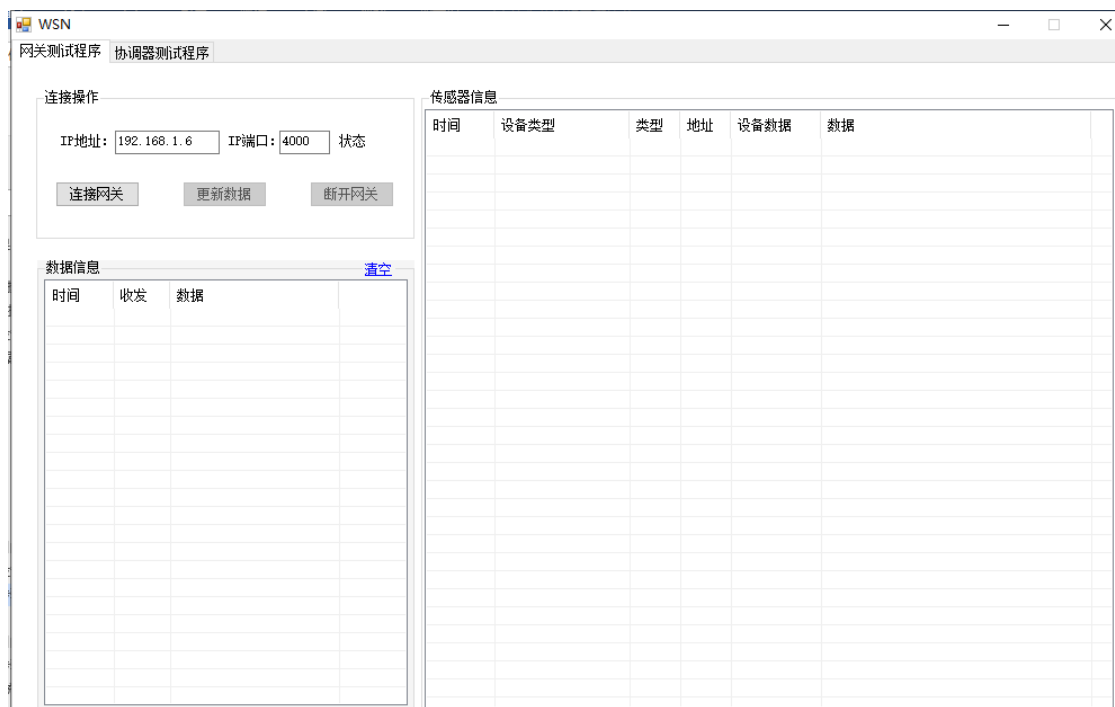 WSN
网关测试程序 协调器测试程序
连接操作
IP地址: 192.168.1.6 IP端口: 4000 状态
连接网关 更新数据 断开网关
数据信息 清空
时间 收发 数据
传感器信息
时间 设备类型 类型 地址 设备数据 数据